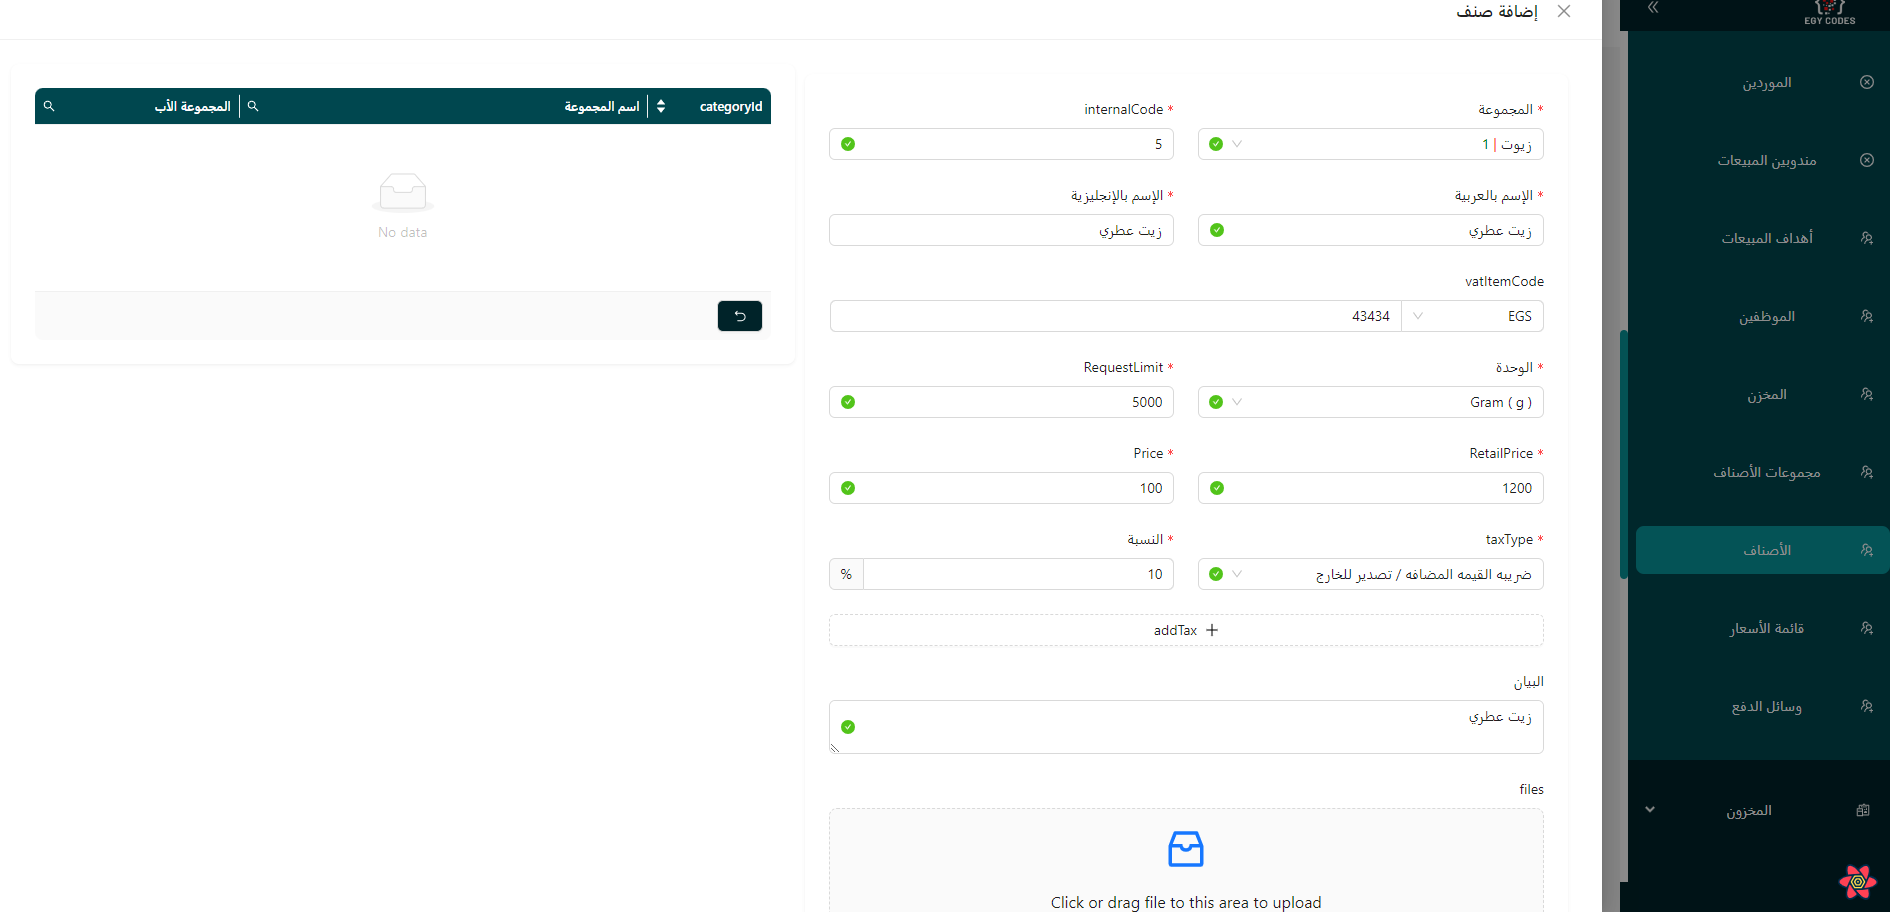 إضافة صنف
EGY CODES
الموردين
مندوبين المبيعات
أهداف المبيعات
الموظفين
المخزن
مجموعات الأصناف
الأصناف
قائمة الأسعار
وسائل الدفع
المخزون
* المجموعة
زيوت | 1
* internalCode
5
* الإسم بالعربية
زيت عطري
* الإسم بالإنجليزية
زيت عطري
vatItemCode
EGS
43434
* الوحدة
Gram ( g )
* RequestLimit
5000
* RetailPrice
1200
* Price
100
* taxType
ضريبه القيمه المضافه / تصدير للخارج
* النسبة
10
%
addTax
البيان
زيت عطري
files
Click or drag file to this area to upload
categoryId
اسم المجموعة
المجموعة الأب
No data